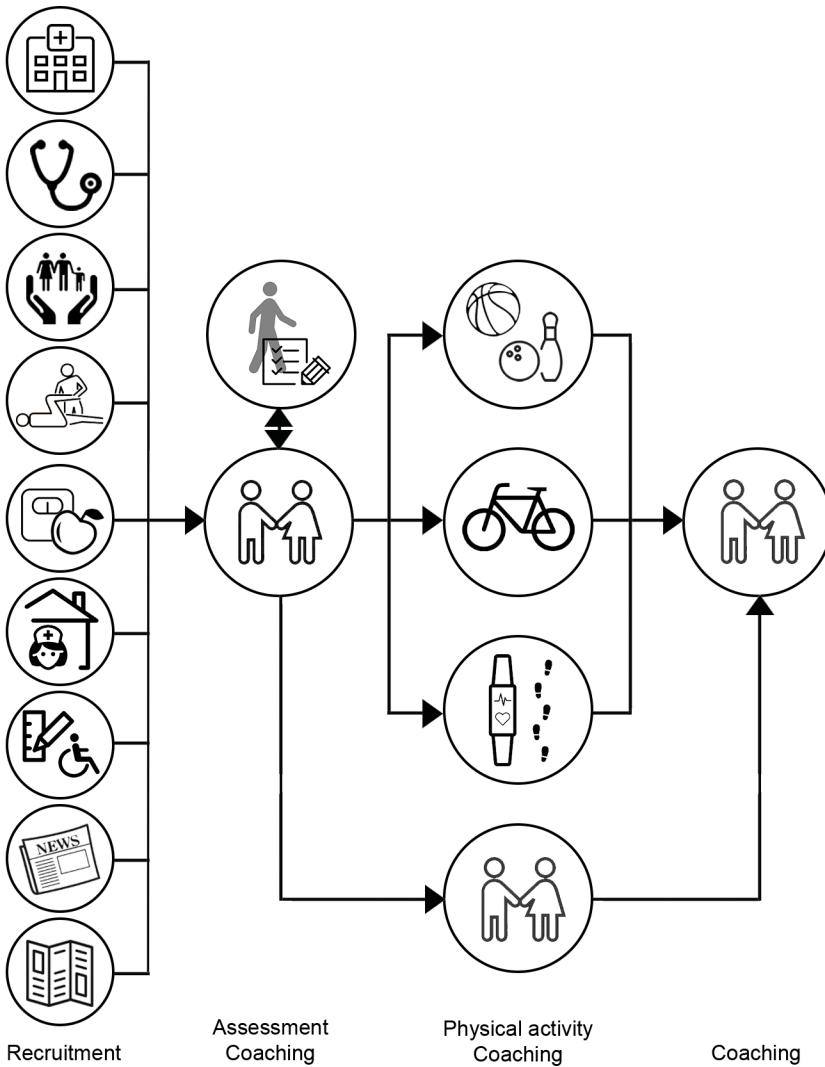 NEWS
Recruitment
Assessment
Coaching
Physical activity
Coaching
Coaching